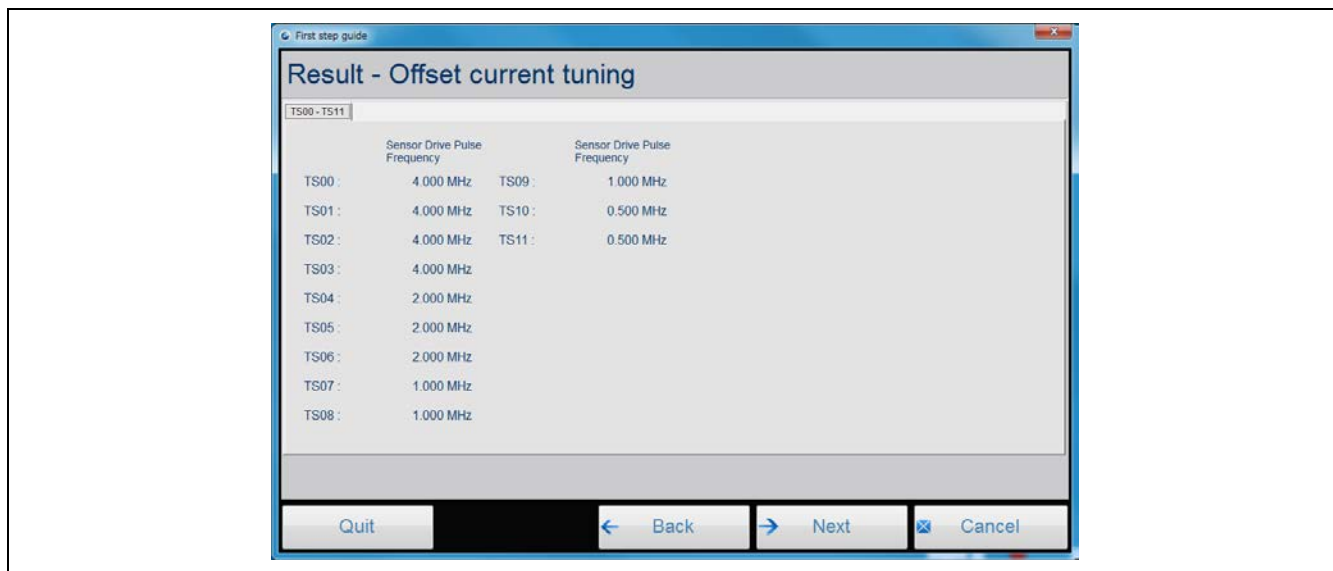 First step guide
Result - Offset current tuning
TS00 - TS11
Sensor Drive Pulse Frequency Sensor Drive Pulse Frequency
TS00 : 4.000 MHz TS09 : 1.000 MHz
TS01 : 4.000 MHz TS10 : 0.500 MHz
TS02 : 4.000 MHz TS11 : 0.500 MHz
TS03 : 4.000 MHz
TS04 : 2.000 MHz
TS05 : 2.000 MHz
TS06 : 2.000 MHz
TS07 : 1.000 MHz
TS08 : 1.000 MHz
Quit Back Next Cancel